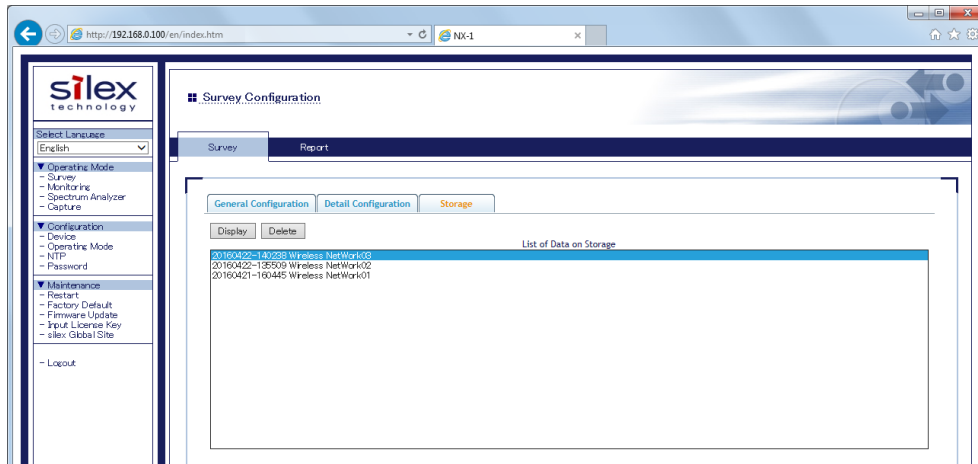 http://192.168.0.100/en/index.htm
NX-1
silex
technology
Survey Configuration
Select Language
English
Survey
Report
▼ Operating Mode
- Survey
- Monitoring
- Spectrum Analyzer
- Capture
▼ Configuration
- Device
- Operating Mode
- NTP
- Password
▼ Maintenance
- Restart
- Factory Default
- Firmware Update
- Input License Key
- silex Global Site
- Logout
General Configuration
Detail Configuration
Storage
Display
Delete
List of Data on Storage
20160422-140238 Wireless NetWork03
20160422-135509 Wireless NetWork02
20160421-160445 Wireless NetWork01